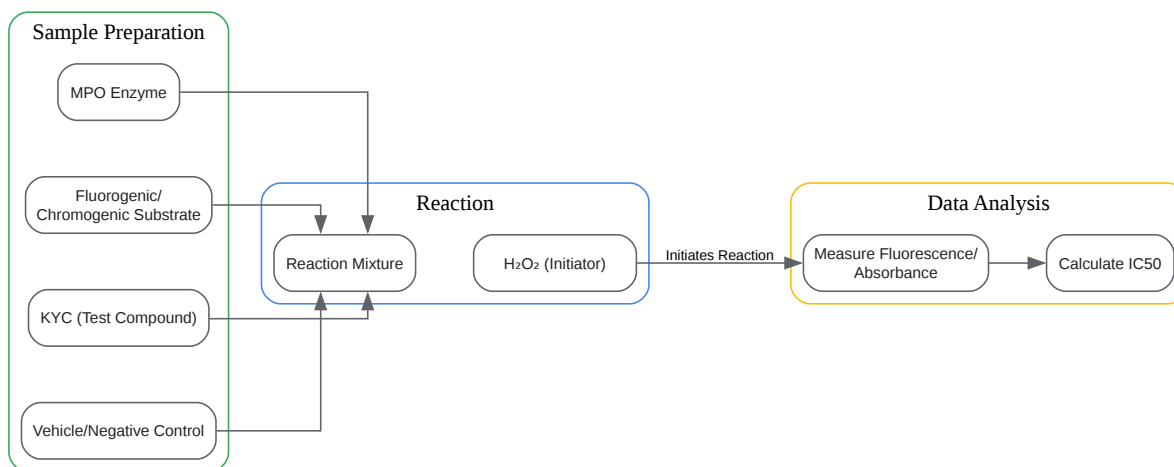 Sample Preparation
MPO Enzyme
Fluorogenic/
Chromogenic Substrate
KYC (Test Compound)
Vehicle/Negative Control
Reaction
Reaction Mixture
H₂O₂ (Initiator)
Initiates Reaction
Data Analysis
Measure Fluorescence/
Absorbance
Calculate IC50